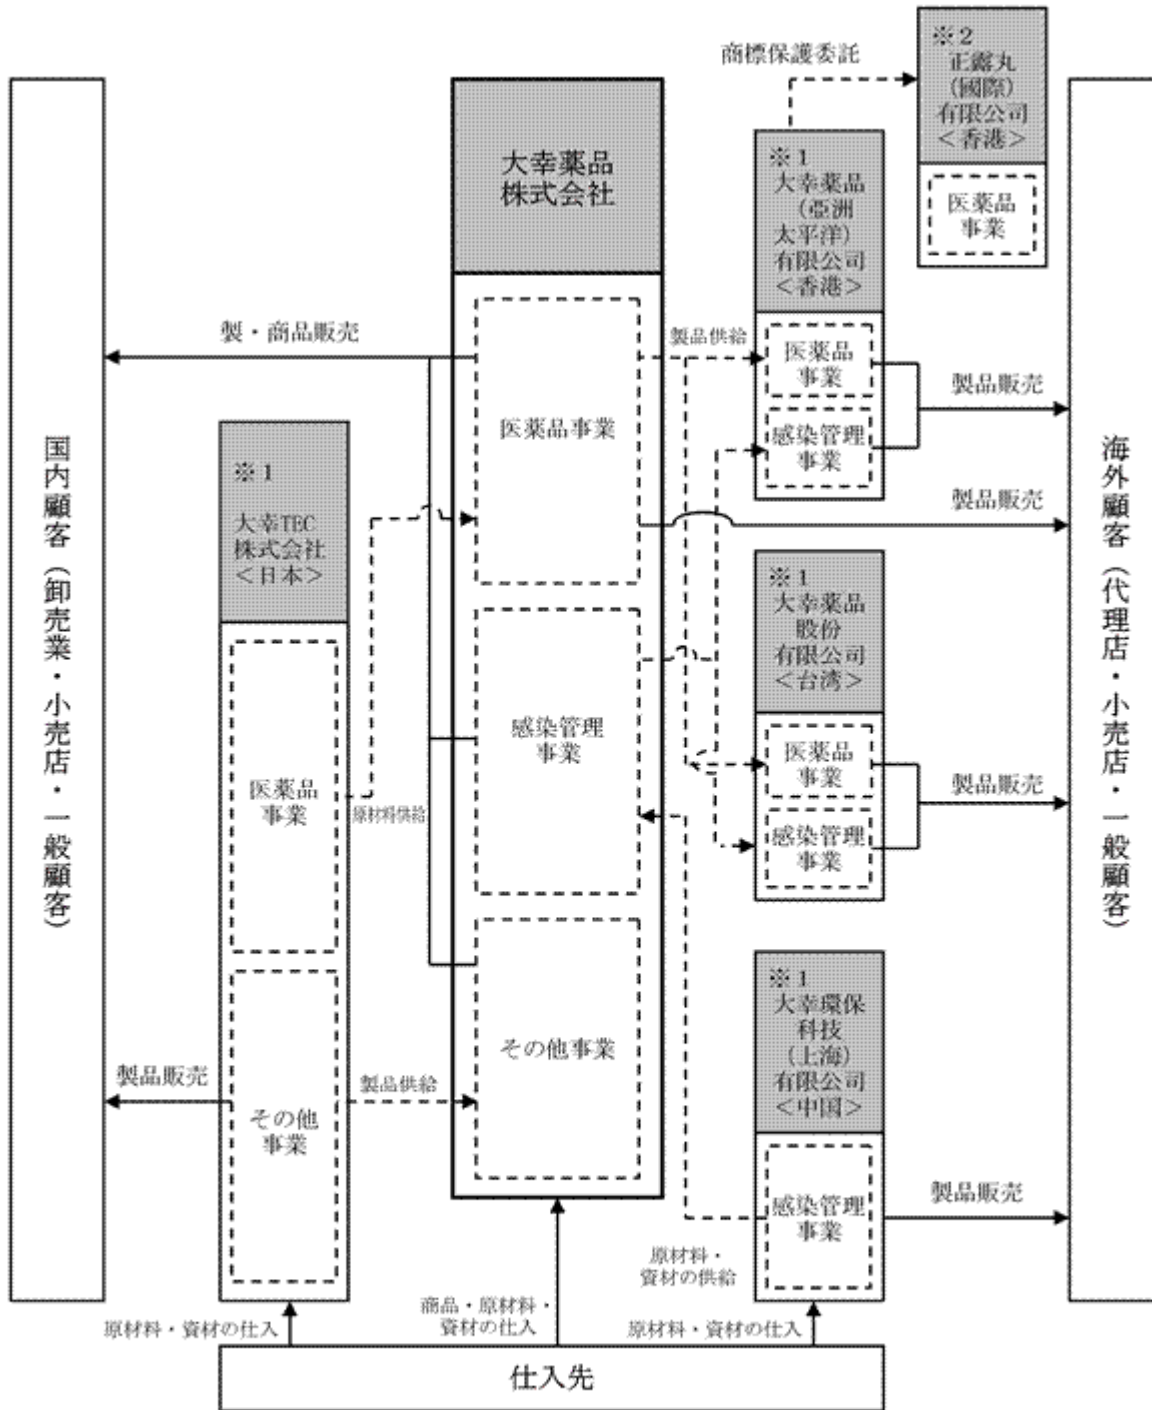 商標保護委託
※2
正露丸
(國際)
有限公司
<香港>
医薬品
事業
大幸薬品
株式会社
※1
大幸薬品
(亞洲
太平洋)
有限公司
<香港>
製・商品販売
製品供給
医薬品
事業
製品販売
医薬品事業
感染管理
事業
国内顧客(卸売業・小売店・一般顧客)
海外顧客(代理店・小売店・一般顧客)
※1
大幸TEC
株式会社
<日本>
製品販売
※1
大幸薬品
股份
有限公司
<台湾>
感染管理
事業
医薬品
事業
医薬品
事業
原材料供給
製品販売
感染管理
事業
※1
大幸環保
科技
(上海)
有限公司
<中国>
その他事業
製品販売
製品供給
その他
事業
感染管理
事業
製品販売
原材料・
資材の供給
原材料・資材の仕入
商品・原材料・
資材の仕入
原材料・資材の仕入
仕入先